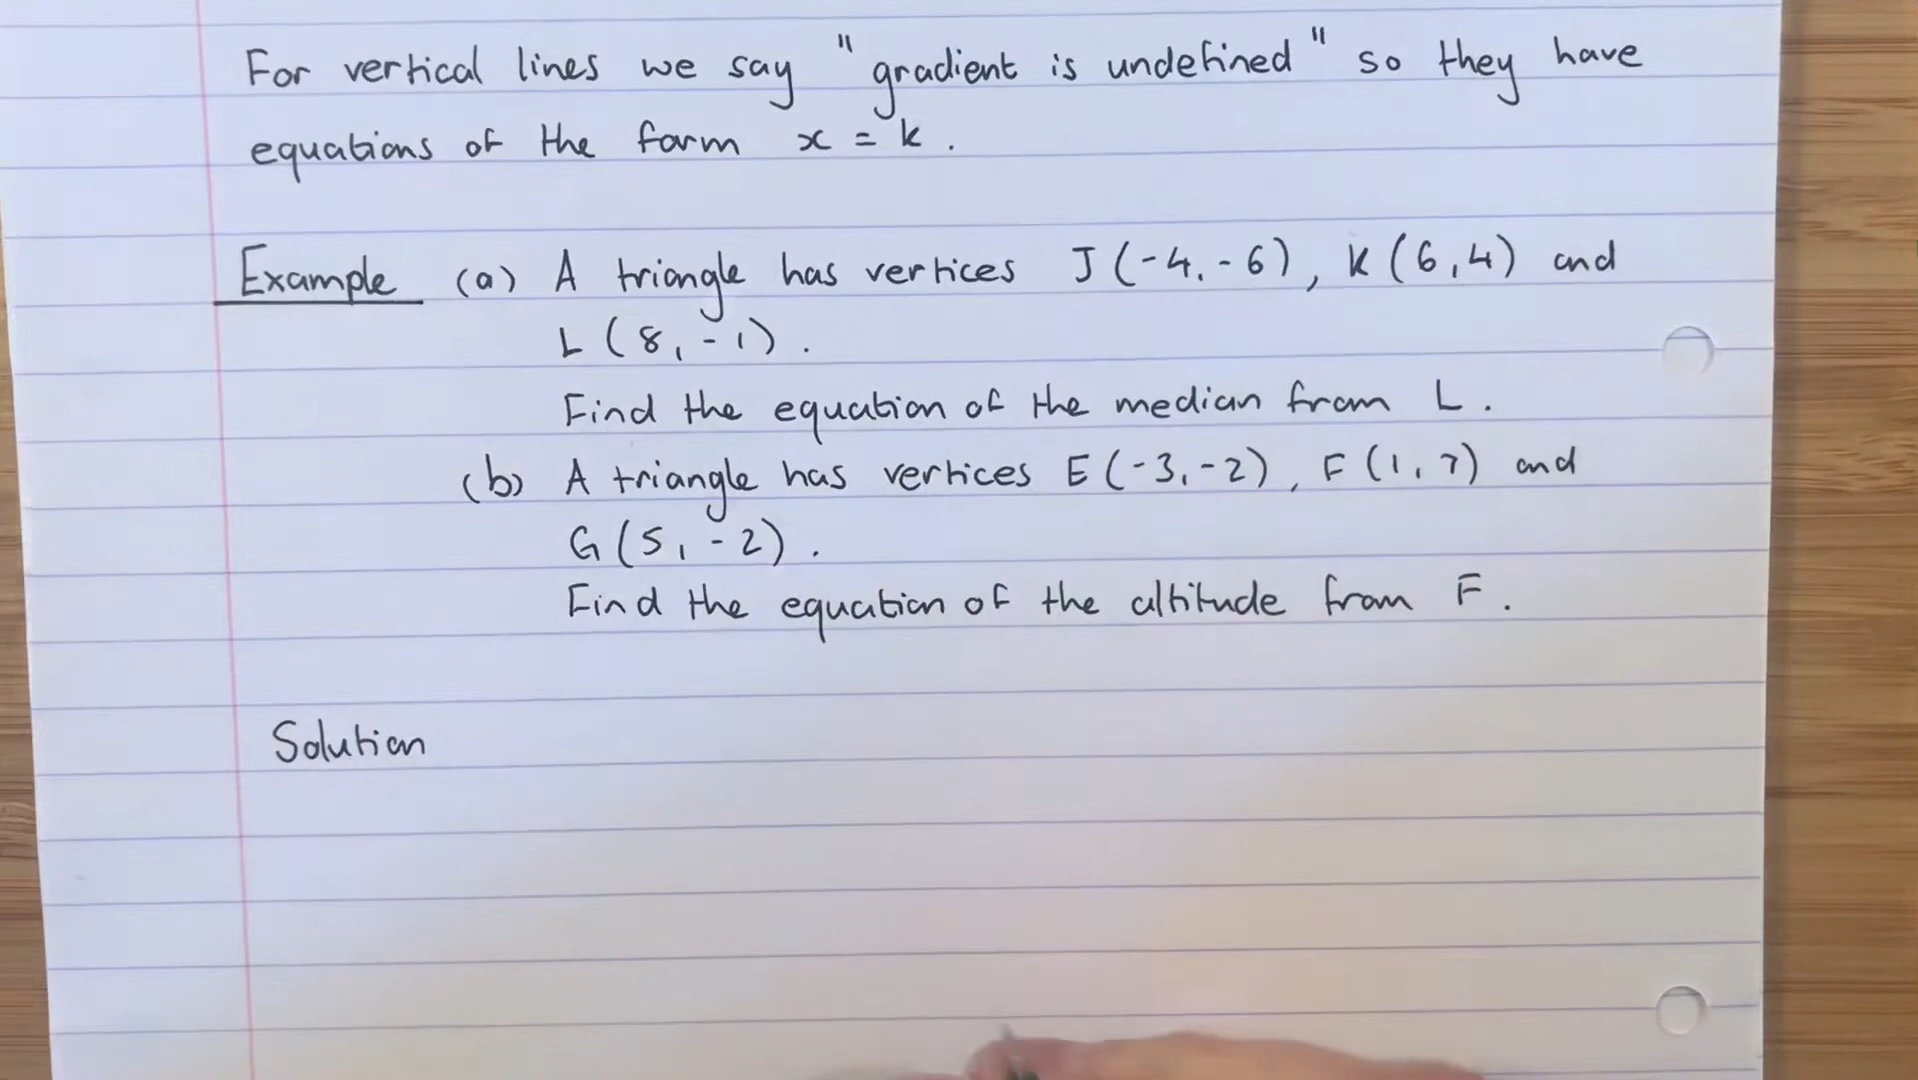 For vertical lines we say "gradient is undefined" so they have
equations of the form x = k.
Example (a) A triangle has vertices J(-4,-6), K(6,4) and
L(8,-1).
Find the equation of the median from L.
(b) A triangle has vertices E(-3,-2), F(1,7) and
G(5,-2).
Find the equation of the altitude from F.
Solution